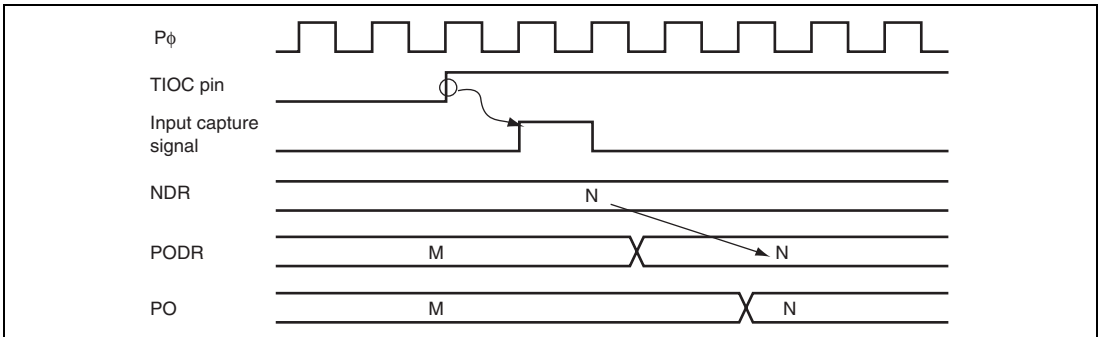 Pϕ
TIOC pin
Input capture
signal
NDR
N
PODR
M
N
PO
M
N